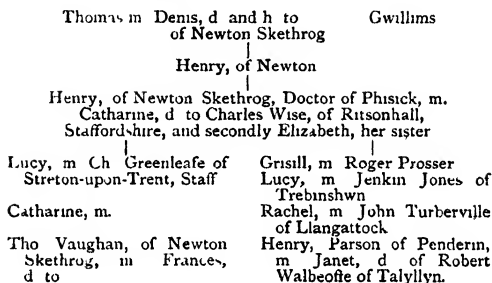 Thomas m Denis, d and h to Gwillims
of Newton Skethrog
Henry, of Newton
Henry, of Newton Skethrog, Doctor of Phisick, m.
Catharine, d to Charles Wise, of Ritsonhall,
Staffordshire, and secondly Elizabeth, her sister
Lucy, m Ch Greenleafe of
Streton-upon-Trent, Staff
Catharine, m.
Tho Vaughan, of Newton
Skethrog, m Frances,
d to
Grisill, m Roger Prosser
Lucy, m Jenkin Jones of
Trebinshwn
Rachel, m John Turberville
of Llangattock
Henry, Parson of Penderin,
m Janet, d of Robert
Walbeoffe of Talyllyn.